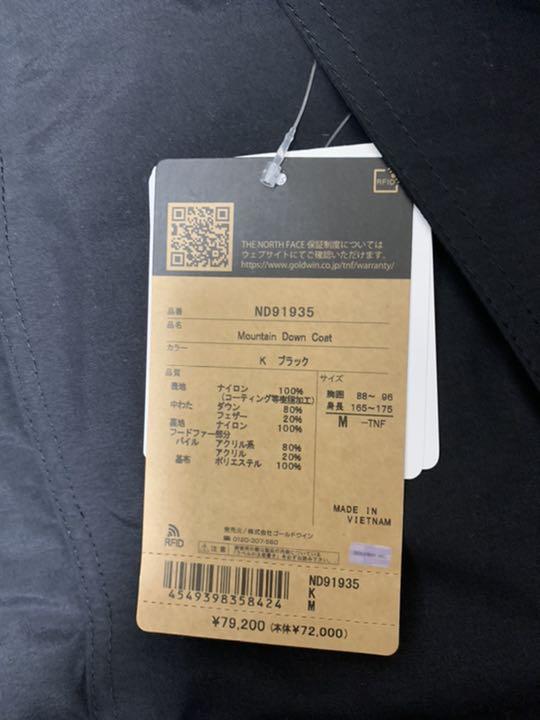 RFID
THE NORTH FACE 保証制度については
ウェブサイトにてご確認いただけます。
https://www.goldwin.co.jp/tnf/warranty/
品番 ND91935
品名 Mountain Down Coat
カラー K ブラック
品質
表地 ナイロン 100%
(コーティング等樹脂加工)
中わた ダウン 80%
フェザー 20%
裏地 ナイロン 100%
フードファー部分
パイル アクリル系 80%
アクリル 20%
基布 ポリエステル 100%
サイズ
胸囲 88~ 96
身長 165~175
M -TNF
MADE IN
VIETNAM
RFID
発売元/株式会社ゴールドウイン
0120-307-560
注意
4549398358424
ND91935
K
M
¥79,200 (本体¥72,000)